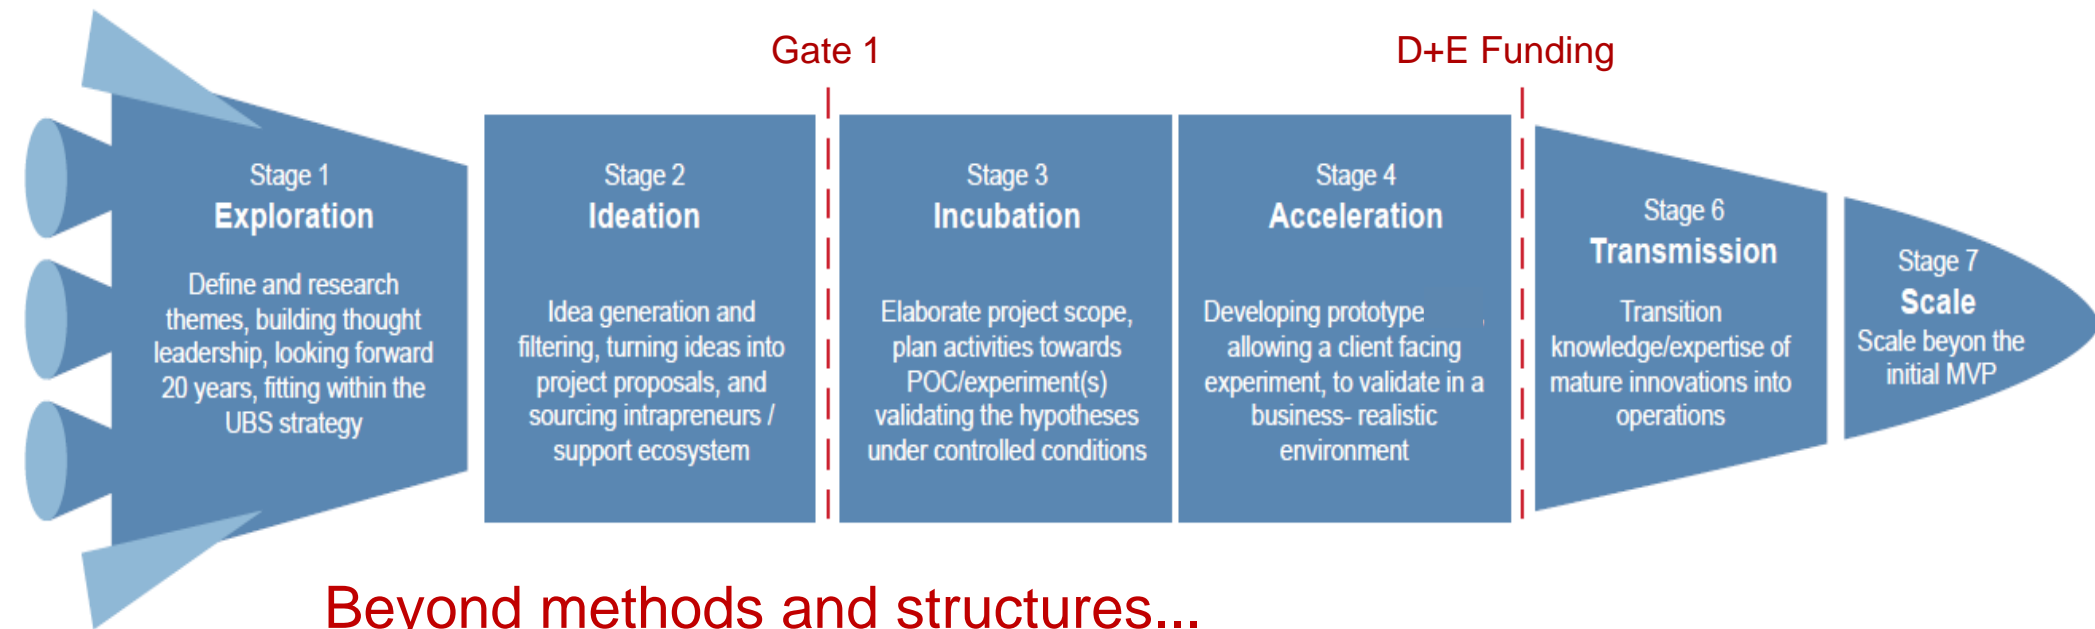 Gate 1
D+E Funding
Stage 1
Exploration
Define and research
themes, building thought
leadership, looking forward
20 years, fitting within the
UBS strategy
Stage 2
Ideation
Idea generation and
filtering, turning ideas into
project proposals, and
sourcing intrapreneurs /
support ecosystem
Stage 3
Incubation
Elaborate project scope,
plan activities towards
POC/experiment(s)
validating the hypotheses
under controlled conditions
Stage 4
Acceleration
Developing prototype ,
allowing a client facing
experiment, to validate in a
business- realistic
environment
Stage 6
Transmission
Transition
knowledge/expertise of
mature innovations into
operations
Stage 7
Scale
Scale beyon the
initial MVP
Beyond methods and structures...